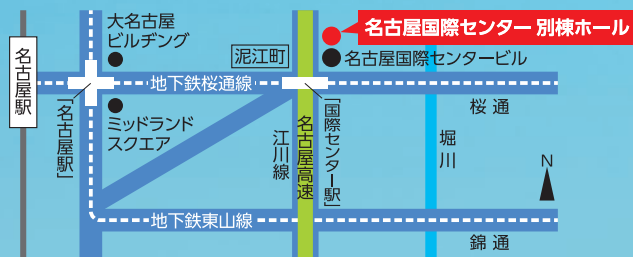 大名古屋
ビルヂング
名古屋国際センター 別棟ホール
泥江町
名古屋国際センタービル
名古屋駅
地下鉄桜通線
桜通
「名古屋駅」
ミッドランド
スクエア
江川線
名古屋高速
「国際センター駅」
堀川
N
地下鉄東山線
錦通